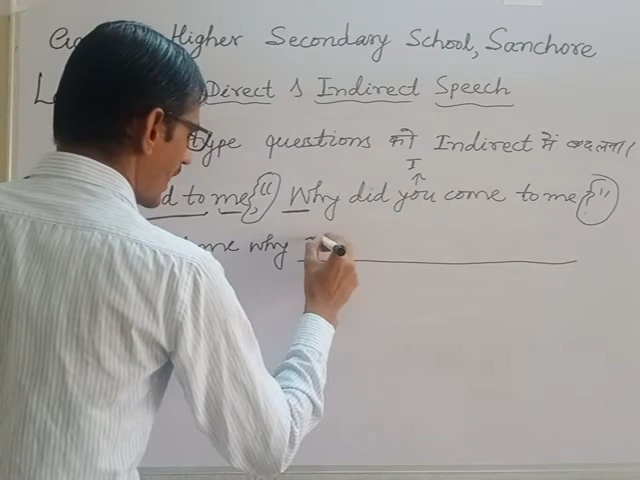 Higher Secondary School, Sanchore
Direct & Indirect Speech
type questions को Indirect में बदलना।
I
to me, " Why did you come to me ? "
me why